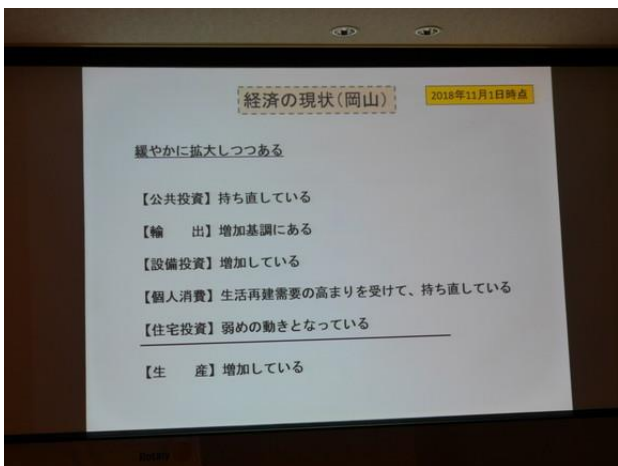 経済の現状(岡山)
2018年11月1日時点
緩やかに拡大しつつある
【公共投資】持ち直している
【輸　　出】増加基調にある
【設備投資】増加している
【個人消費】生活再建需要の高まりを受けて、持ち直している
【住宅投資】弱めの動きとなっている
【生　　産】増加している